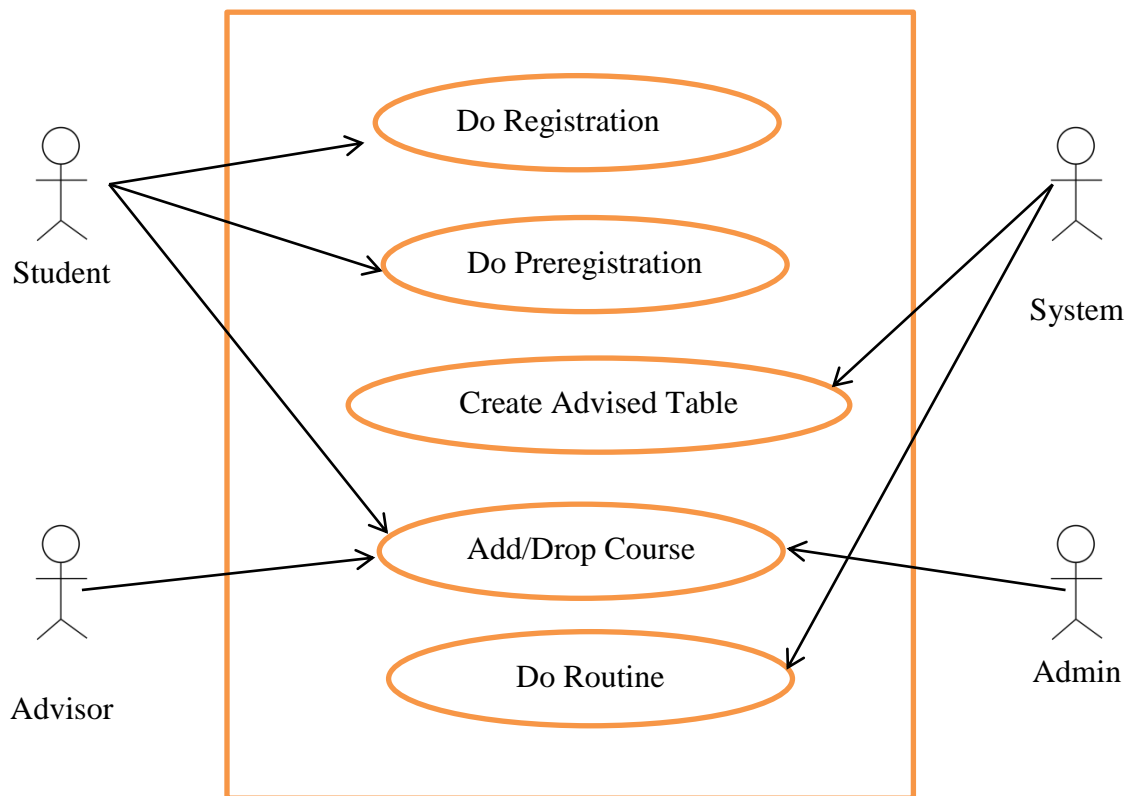 Do Registration
Do Preregistration
Student
System
Create Advised Table
Add/Drop Course
Do Routine
Admin
Advisor